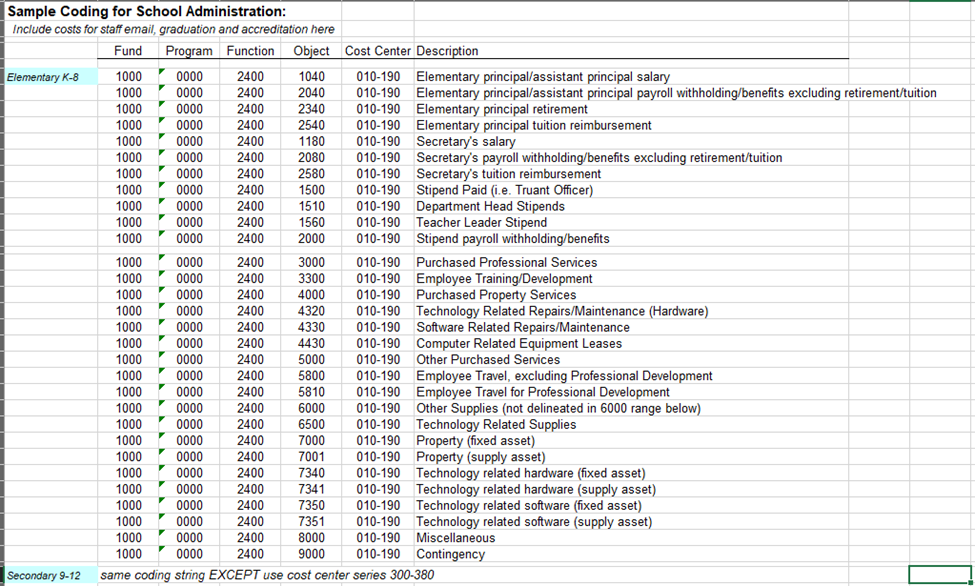 Sample Coding for School Administration:
Include costs for staff email, graduation and accreditation here
Fund Program Function Object Cost Center Description
Elementary K-8 1000 0000 2400 1040 010-190 Elementary principal/assistant principal salary
1000 0000 2400 2040 010-190 Elementary principal/assistant principal payroll withholding/benefits excluding retirement/tuition
1000 0000 2400 2340 010-190 Elementary principal retirement
1000 0000 2400 2540 010-190 Elementary principal tuition reimbursement
1000 0000 2400 1180 010-190 Secretary's salary
1000 0000 2400 2080 010-190 Secretary's payroll withholding/benefits excluding retirement/tuition
1000 0000 2400 2580 010-190 Secretary's tuition reimbursement
1000 0000 2400 1500 010-190 Stipend Paid (i.e. Truant Officer)
1000 0000 2400 1510 010-190 Department Head Stipends
1000 0000 2400 1560 010-190 Teacher Leader Stipend
1000 0000 2400 2000 010-190 Stipend payroll withholding/benefits
1000 0000 2400 3000 010-190 Purchased Professional Services
1000 0000 2400 3300 010-190 Employee Training/Development
1000 0000 2400 4000 010-190 Purchased Property Services
1000 0000 2400 4320 010-190 Technology Related Repairs/Maintenance (Hardware)
1000 0000 2400 4330 010-190 Software Related Repairs/Maintenance
1000 0000 2400 4430 010-190 Computer Related Equipment Leases
1000 0000 2400 5000 010-190 Other Purchased Services
1000 0000 2400 5800 010-190 Employee Travel, excluding Professional Development
1000 0000 2400 5810 010-190 Employee Travel for Professional Development
1000 0000 2400 6000 010-190 Other Supplies (not delineated in 6000 range below)
1000 0000 2400 6500 010-190 Technology Related Supplies
1000 0000 2400 7000 010-190 Property (fixed asset)
1000 0000 2400 7001 010-190 Property (supply asset)
1000 0000 2400 7340 010-190 Technology related hardware (fixed asset)
1000 0000 2400 7341 010-190 Technology related hardware (supply asset)
1000 0000 2400 7350 010-190 Technology related software (fixed asset)
1000 0000 2400 7351 010-190 Technology related software (supply asset)
1000 0000 2400 8000 010-190 Miscellaneous
1000 0000 2400 9000 010-190 Contingency
Secondary 9-12 same coding string EXCEPT use cost center series 300-380